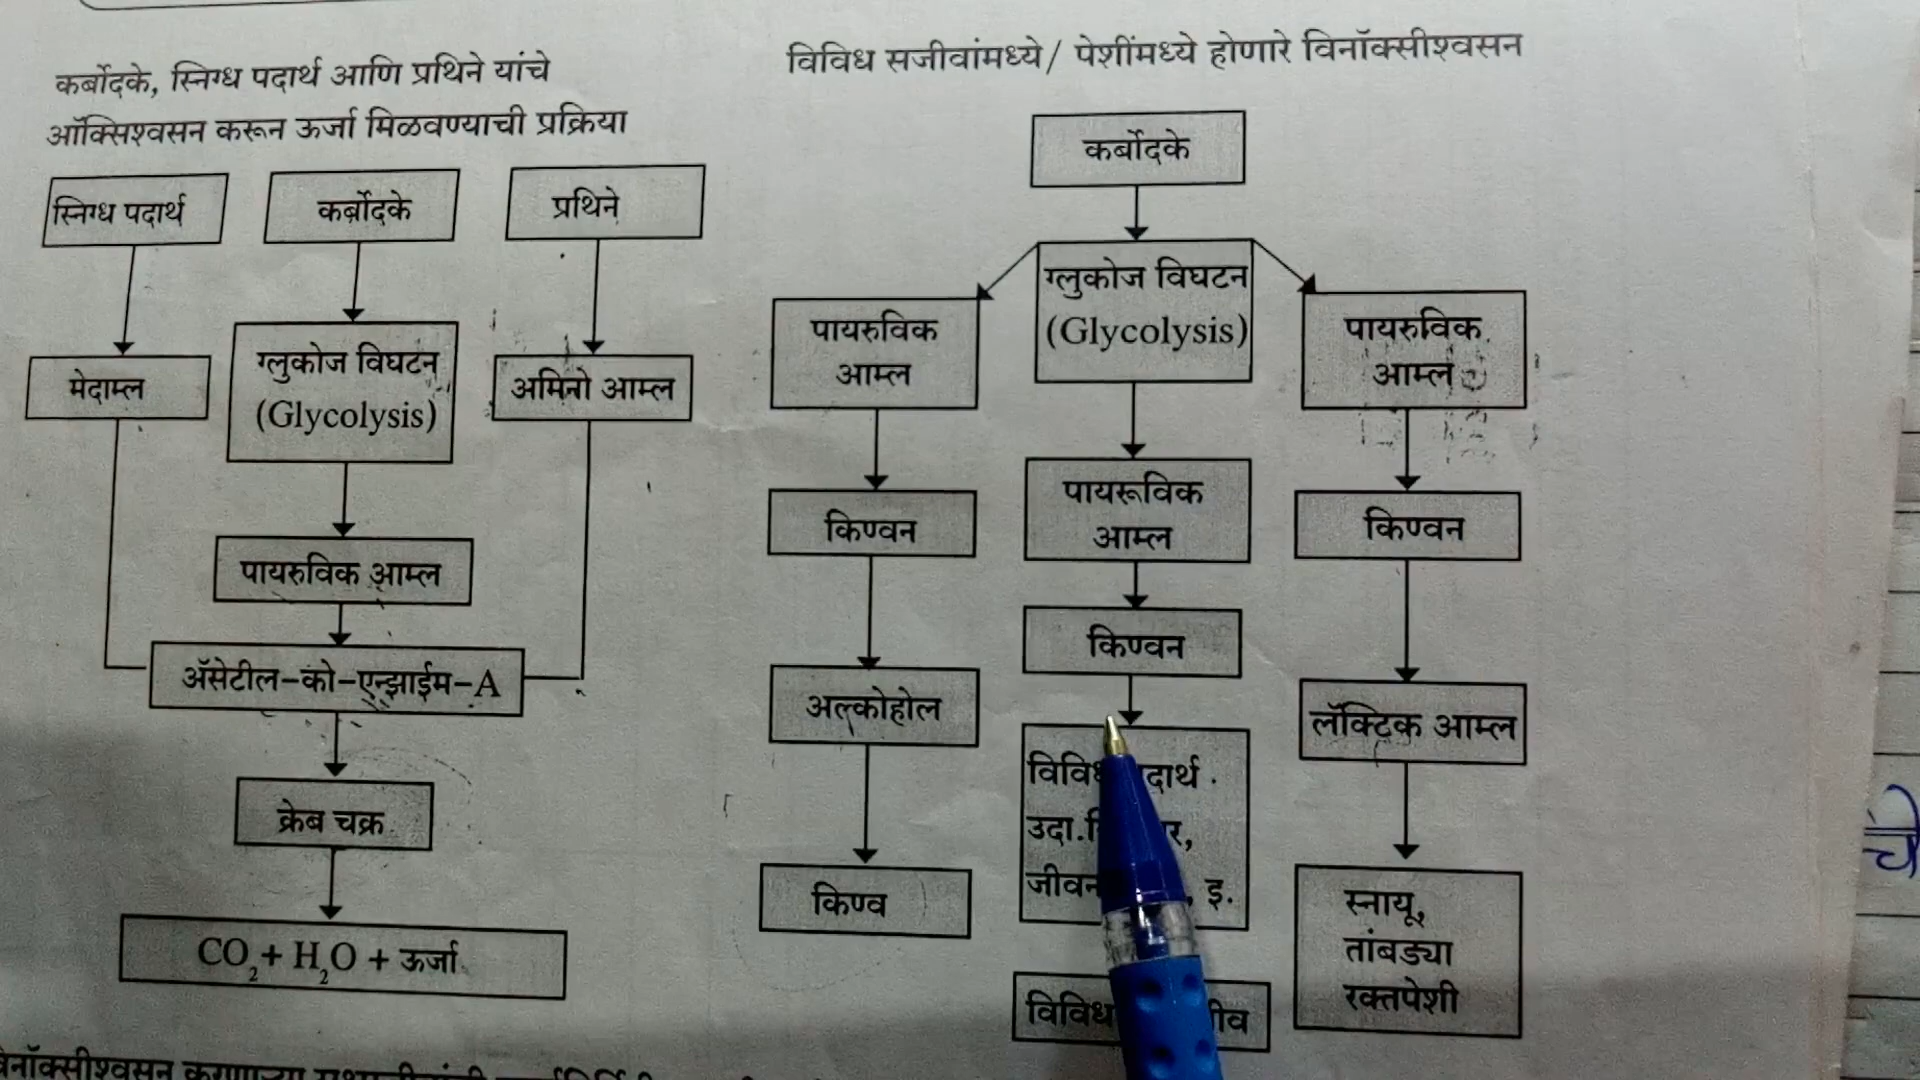 कर्बोदके, स्निग्ध पदार्थ आणि प्रथिने यांचे
ऑक्सिश्वसन करून ऊर्जा मिळवण्याची प्रक्रिया
स्निग्ध पदार्थ
कर्बोदके
प्रथिने
मेदाम्ल
ग्लुकोज विघटन
(Glycolysis)
अमिनो आम्ल
पायरुविक आम्ल
ॲसेटील-को-एन्झाईम-A
क्रेब चक्र
CO₂ + H₂O + ऊर्जा
विविध सजीवांमध्ये/ पेशींमध्ये होणारे विनॉक्सीश्वसन
कर्बोदके
ग्लुकोज विघटन
(Glycolysis)
पायरुविक
आम्ल
किण्वन
अल्कोहोल
किण्व
पायरूविक
आम्ल
किण्वन
उदा.
इ.
विविध
पायरुविक
आम्ल
किण्वन
लॅक्टिक आम्ल
स्नायू,
तांबड्या
रक्तपेशी
चे